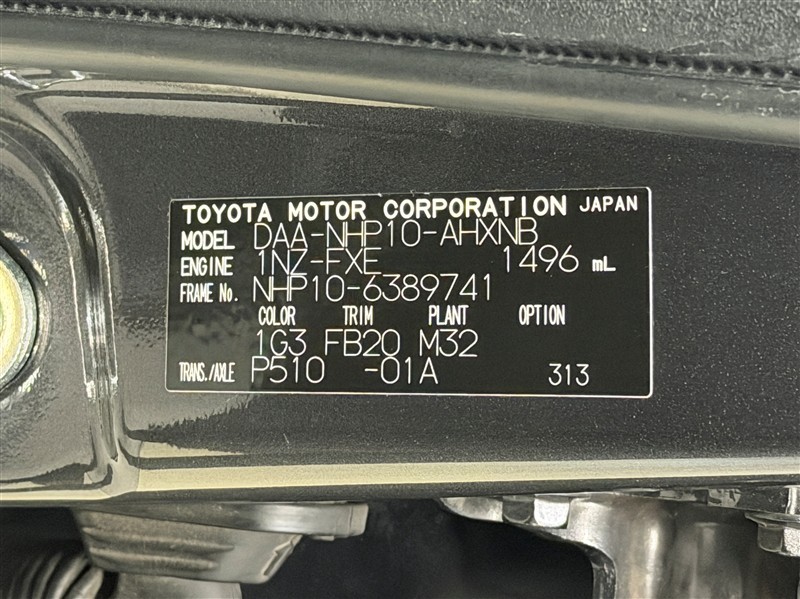 TOYOTA MOTOR CORPORATION JAPAN
MODEL DAA-NHP10-AHXNB
ENGINE 1NZ-FXE 1496 mL
FRAME No. NHP10-6389741
COLOR TRIM PLANT OPTION
1G3 FB20 M32
TRANS./AXLE P510 -01A 313